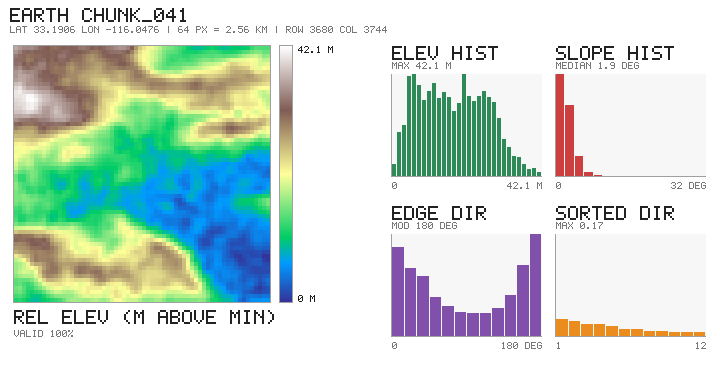 EARTH CHUNK_041
LAT 33.1906 LON -116.0476 | 64 PX = 2.56 KM | ROW 3680 COL 3744
42.1 M
0 M
REL ELEV (M ABOVE MIN)
VALID 100%
ELEV HIST
MAX 42.1 M
0 42.1 M
SLOPE HIST
MEDIAN 1.9 DEG
0 32 DEG
EDGE DIR
MOD 180 DEG
0 180 DEG
SORTED DIR
MAX 0.17
1 12